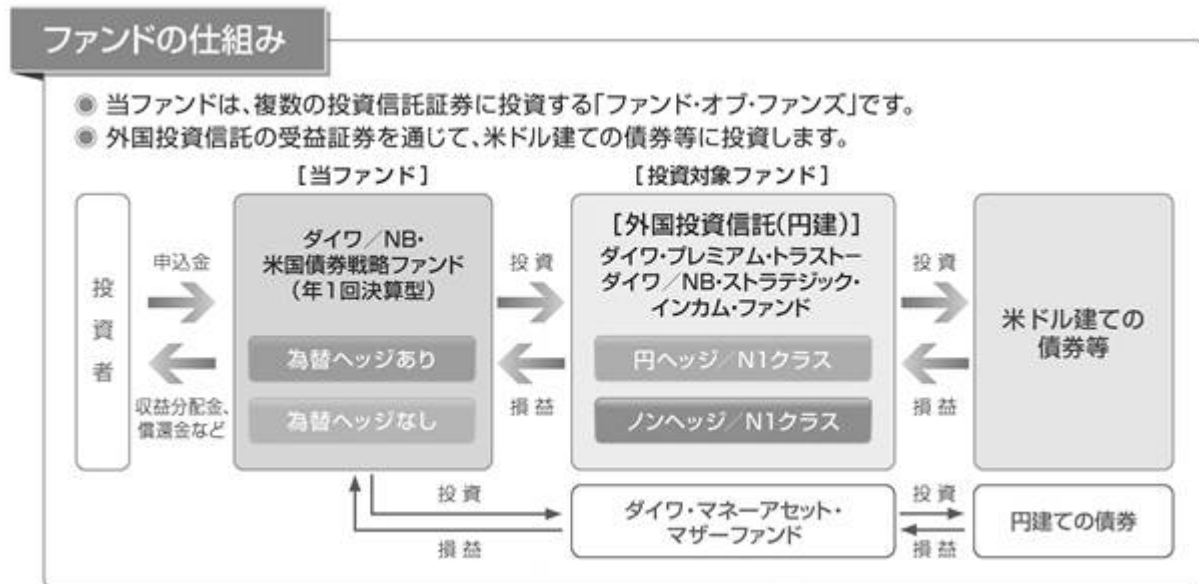 ファンドの仕組み
◉ 当ファンドは、複数の投資信託証券に投資する「ファンド・オブ・ファンズ」です。
◉ 外国投資信託の受益証券を通じて、米ドル建ての債券等に投資します。
[当ファンド]
[投資対象ファンド]
投資者
申込金
収益分配金、
償還金など
ダイワ/NB・
米国債券戦略ファンド
(年1回決算型)
為替ヘッジあり
為替ヘッジなし
投資
損益
[外国投資信託(円建)]
ダイワ・プレミアム・トラストー
ダイワ/NB・ストラテジック・
インカム・ファンド
円ヘッジ/N1クラス
ノンヘッジ/N1クラス
投資
損益
米ドル建ての
債券等
投資
損益
ダイワ・マネーアセット・
マザーファンド
投資
損益
円建ての債券